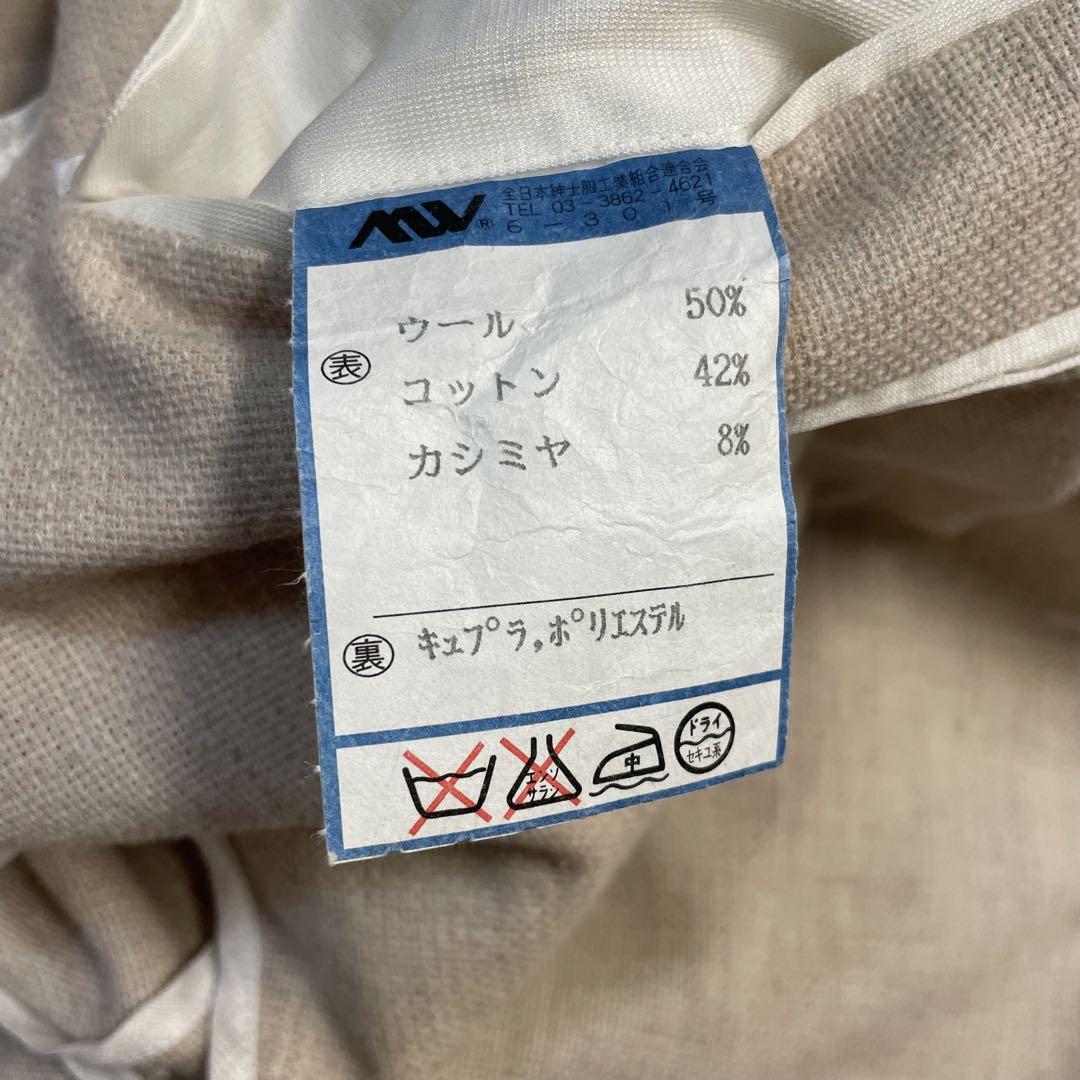 MW® 全日本紳士服工業組合連合会
TEL 03-3862-4621
6-301号
表
ウール 50%
コットン 42%
カシミヤ 8%
裏
キュプラ,ポリエステル
エンソ
サラシ
中
ドライ
セキユ系